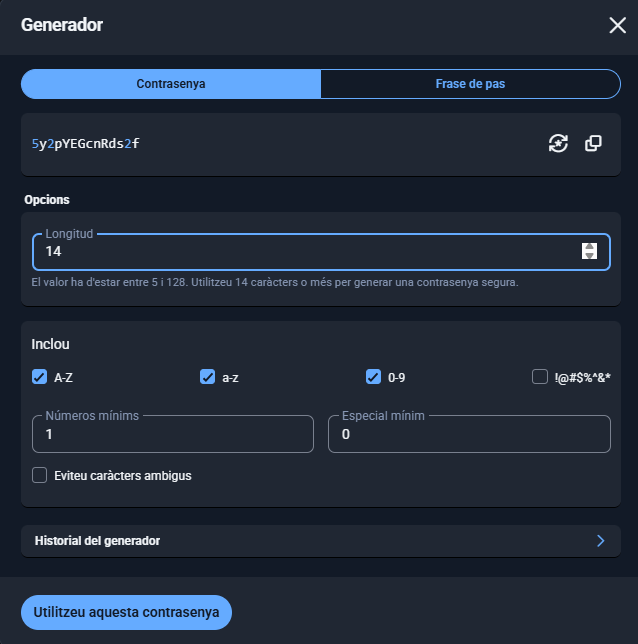 Generador
Contrasenya
Frase de pas
5y2pYEGcnRds2f
Opcions
Longitud
14
El valor ha d'estar entre 5 i 128. Utilitzeu 14 caràcters o més per generar una contrasenya segura.
Inclou
A-Z
a-z
0-9
!@#$%^&*
Números mínims
1
Especial mínim
0
Eviteu caràcters ambigus
Historial del generador
Utilitzeu aquesta contrasenya